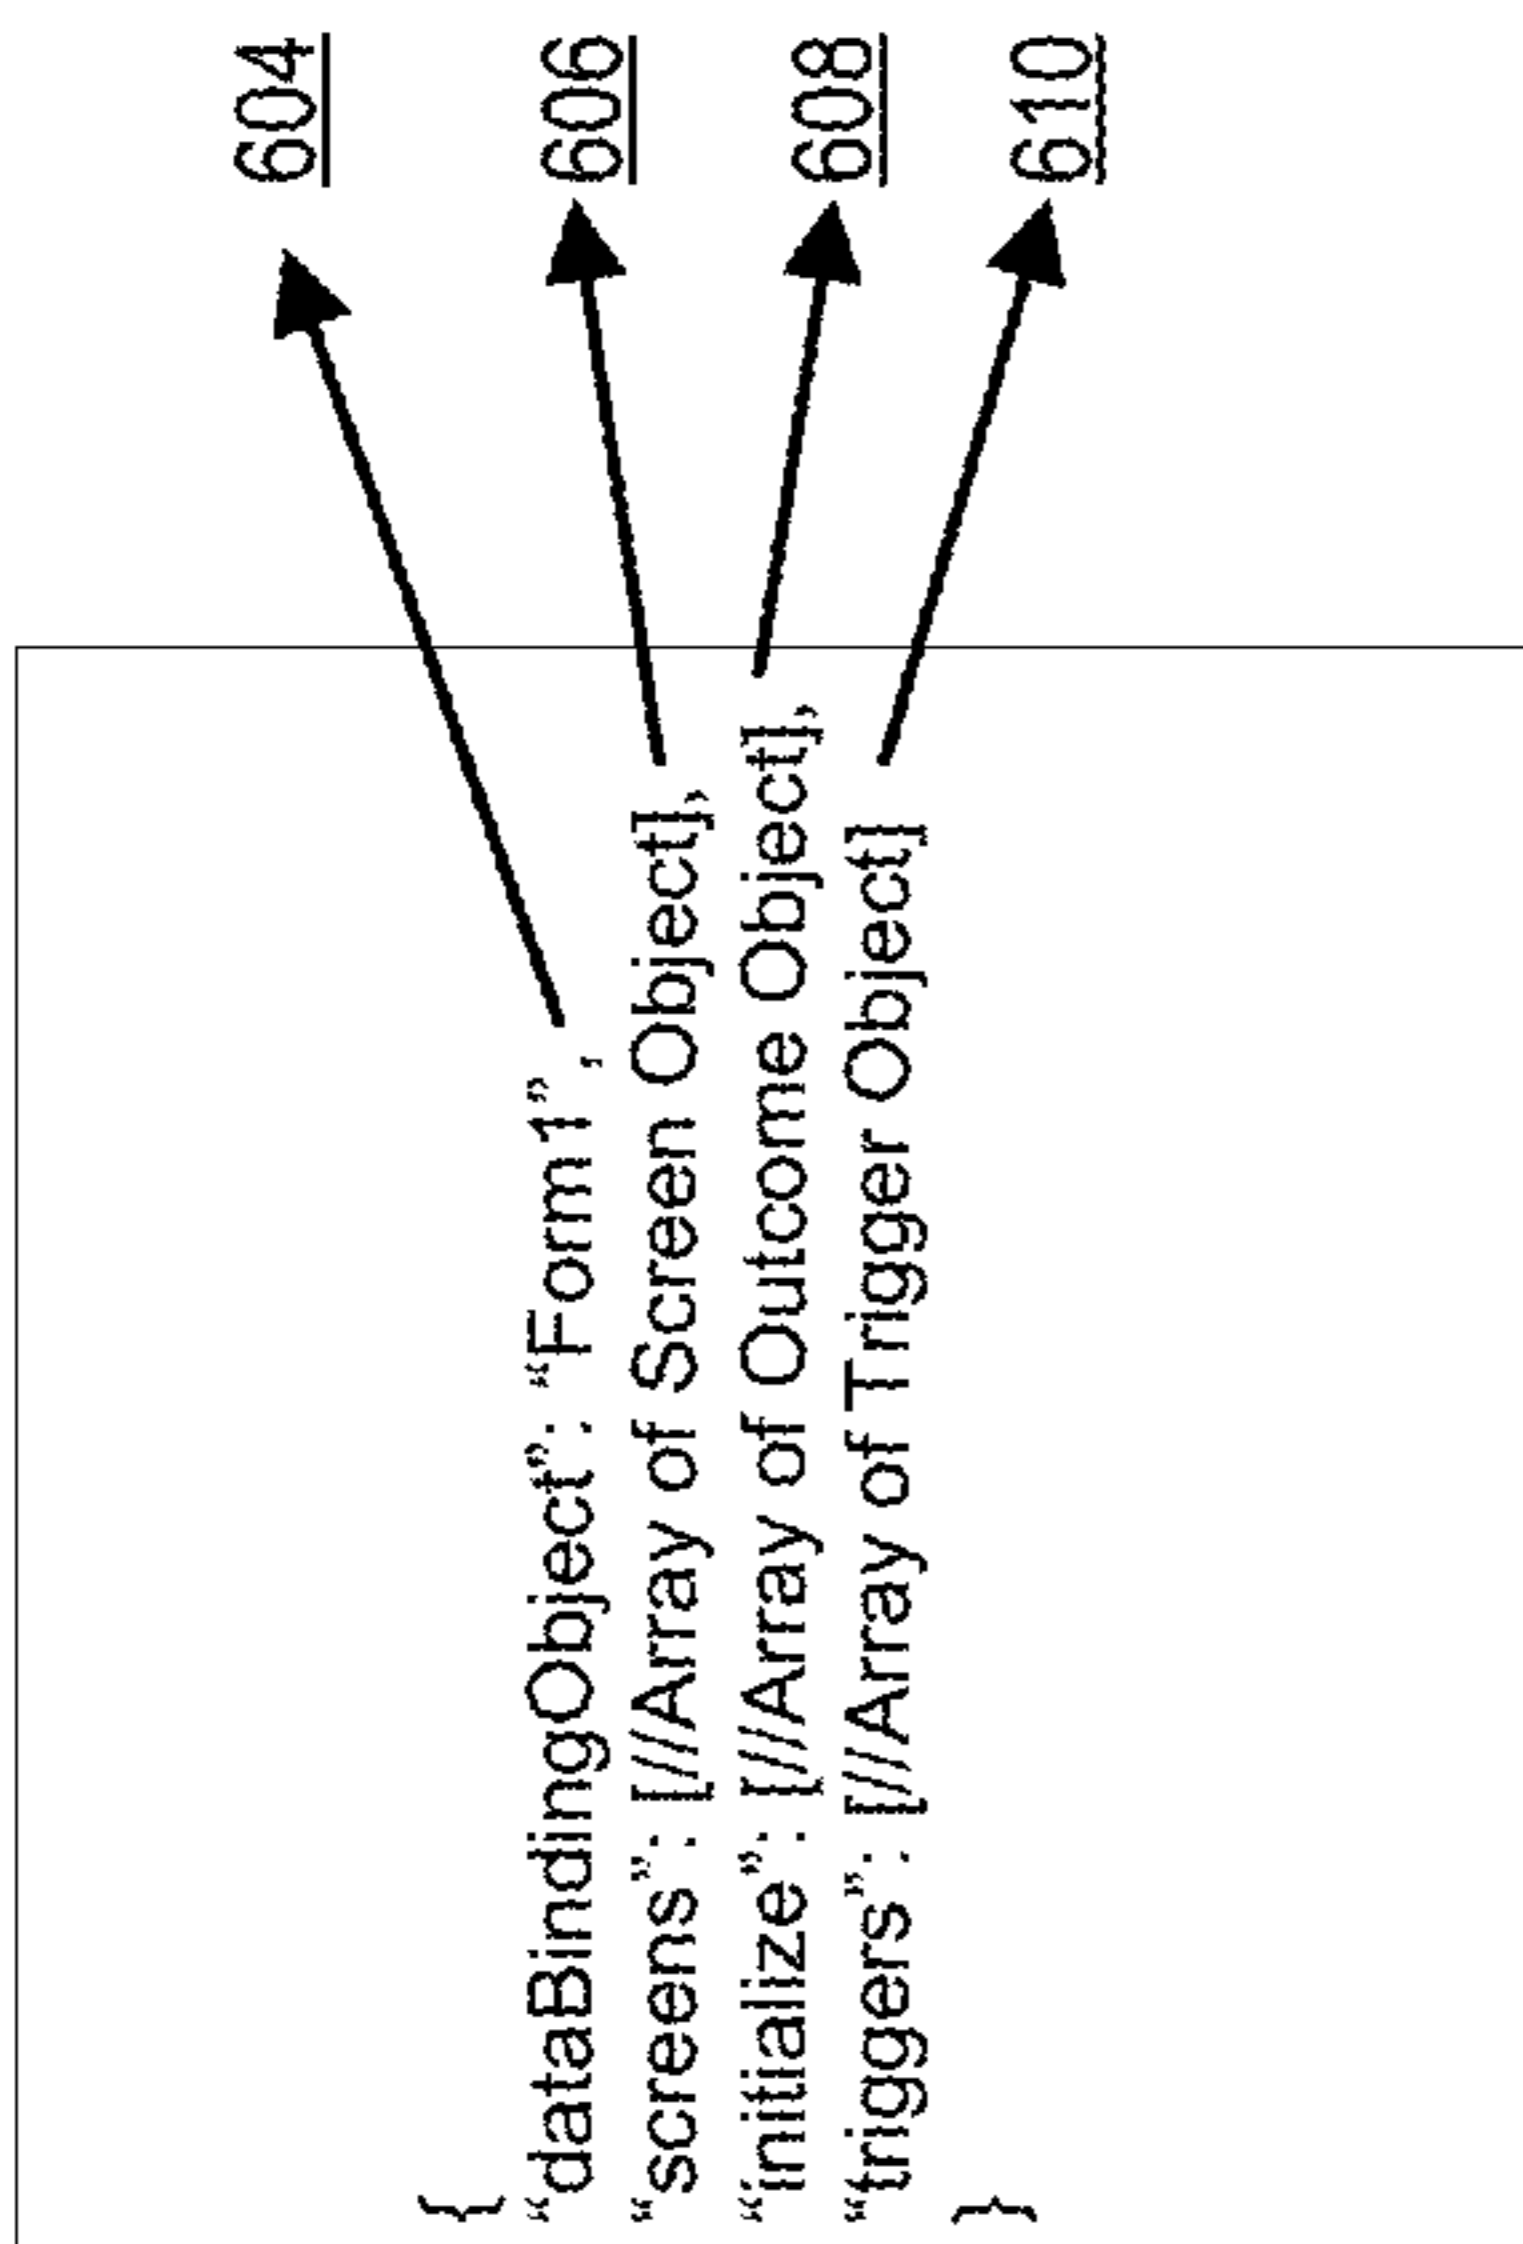 {
“dataBindingObject”: “Form1”, 604
“screens”: [///Array of Screen Object], 606
“initialize”: [///Array of Outcome Object], 608
“triggers”: [///Array of Trigger Object] 610
}